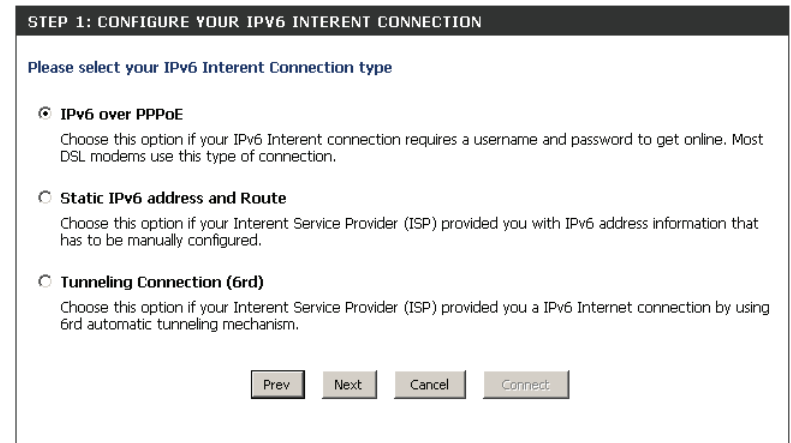 STEP 1: CONFIGURE YOUR IPV6 INTERENT CONNECTION
Please select your IPv6 Interent Connection type
IPv6 over PPPoE
Choose this option if your IPv6 Interent connection requires a username and password to get online. Most
DSL modems use this type of connection.
Static IPv6 address and Route
Choose this option if your Interent Service Provider (ISP) provided you with IPv6 address information that
has to be manually configured.
Tunneling Connection (6rd)
Choose this option if your Interent Service Provider (ISP) provided you a IPv6 Internet connection by using
6rd automatic tunneling mechanism.
Prev Next Cancel Connect